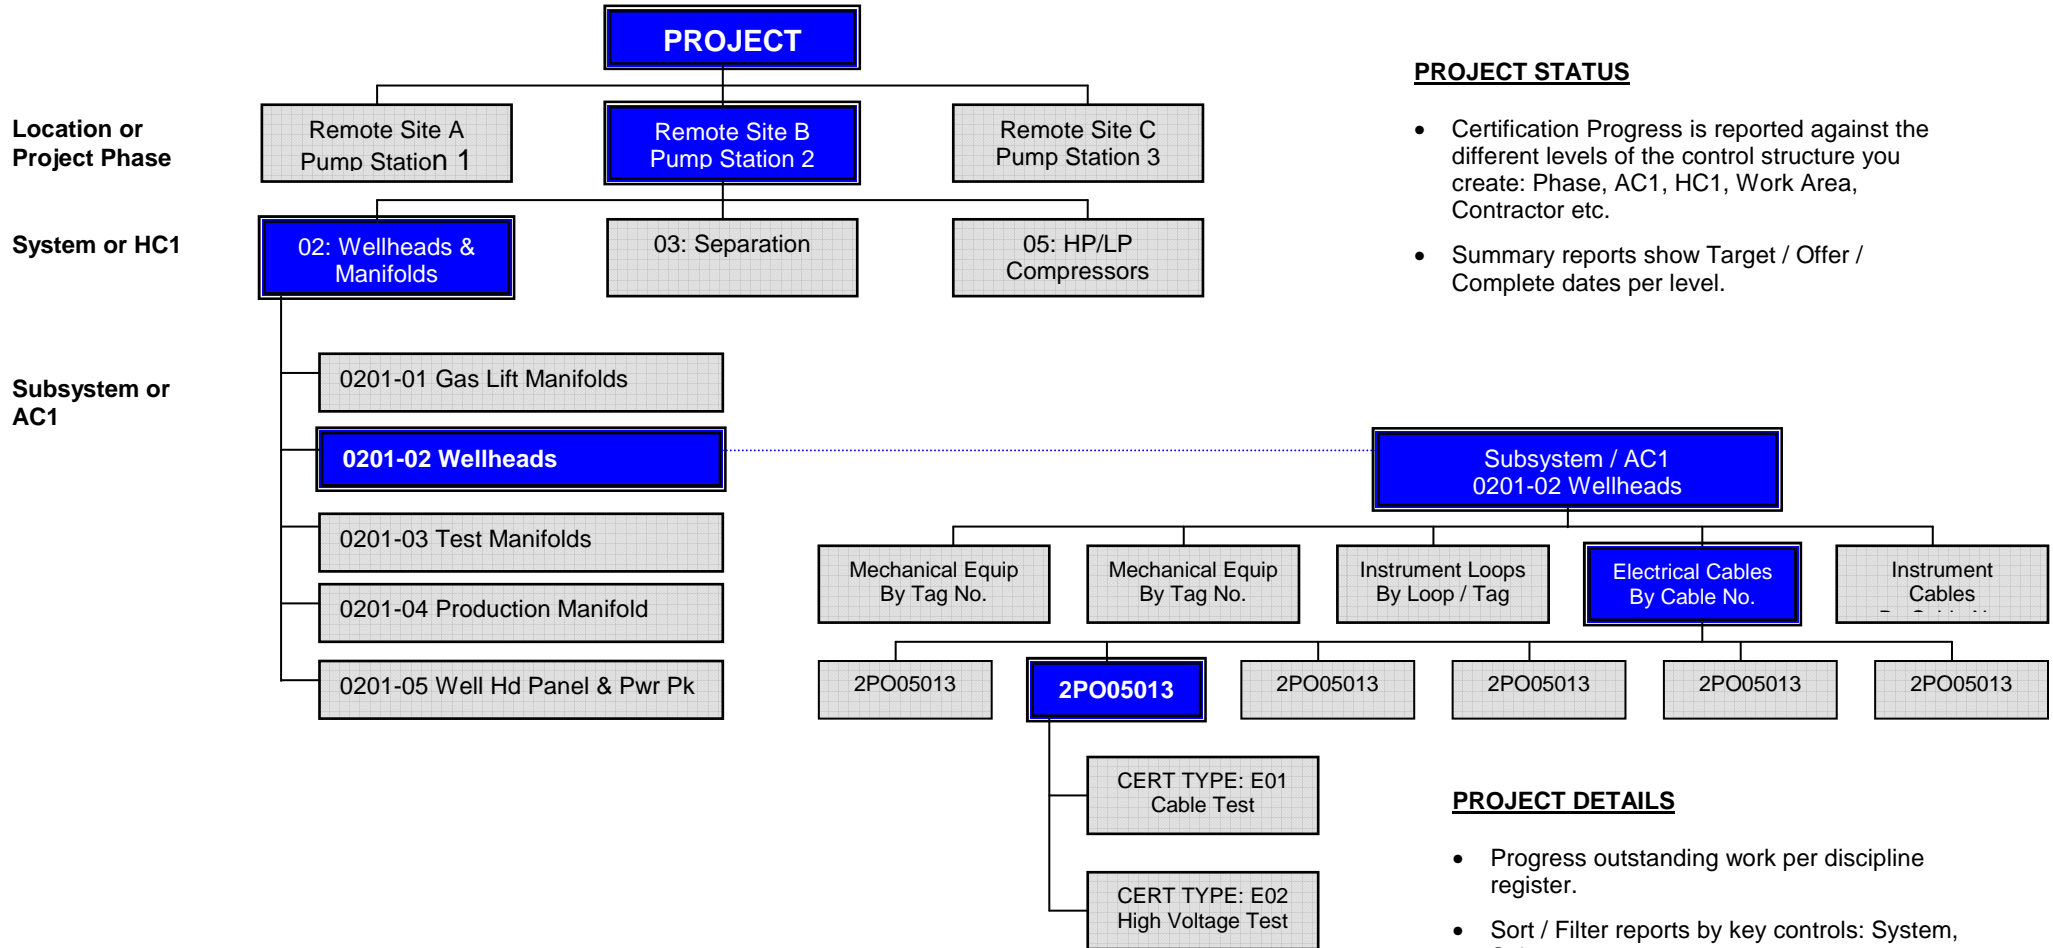 PROJECT
PROJECT STATUS
Location or
Project Phase
Remote Site A
Pump Station 1
Remote Site B
Pump Station 2
Remote Site C
Pump Station 3
• Certification Progress is reported against the
different levels of the control structure you
create: Phase, AC1, HC1, Work Area,
Contractor etc.
• Summary reports show Target / Offer /
Complete dates per level.
System or HC1
02: Wellheads &
Manifolds
03: Separation
05: HP/LP
Compressors
Subsystem or
AC1
0201-01 Gas Lift Manifolds
0201-02 Wellheads
0201-03 Test Manifolds
0201-04 Production Manifold
0201-05 Well Hd Panel & Pwr Pk
Subsystem / AC1
0201-02 Wellheads
Mechanical Equip
By Tag No.
Mechanical Equip
By Tag No.
Instrument Loops
By Loop / Tag
Electrical Cables
By Cable No.
Instrument
Cables
2PO05013
2PO05013
2PO05013
2PO05013
2PO05013
2PO05013
CERT TYPE: E01
Cable Test
CERT TYPE: E02
High Voltage Test
PROJECT DETAILS
• Progress outstanding work per discipline
register.
• Sort / Filter reports by key controls: System,